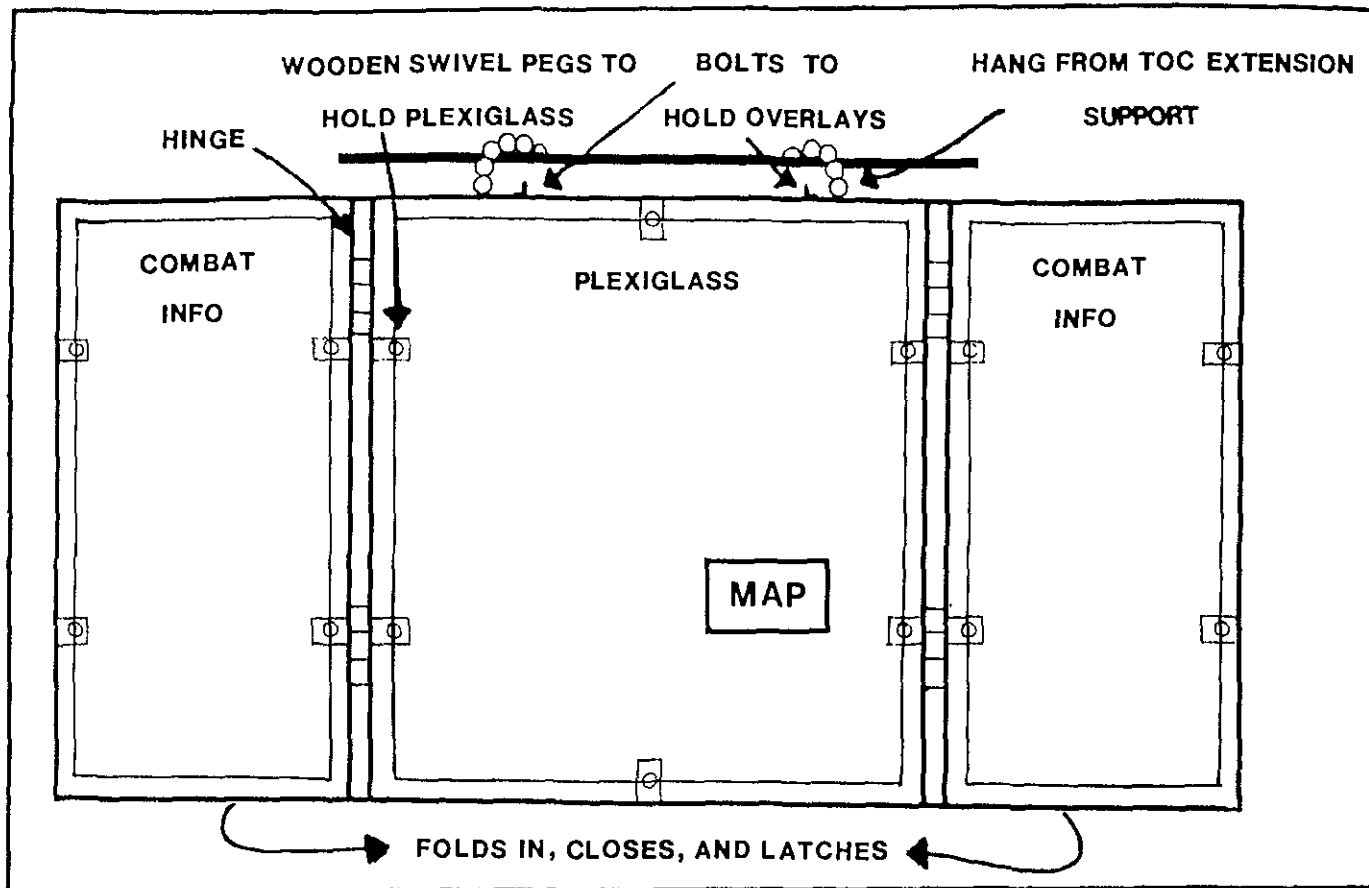 WOODEN SWIVEL PEGS TO
HOLD PLEXIGLASS
BOLTS TO
HOLD OVERLAYS
HANG FROM TOC EXTENSION
SUPPORT
HINGE
COMBAT
INFO
PLEXIGLASS
COMBAT
INFO
MAP
FOLDS IN, CLOSES, AND LATCHES